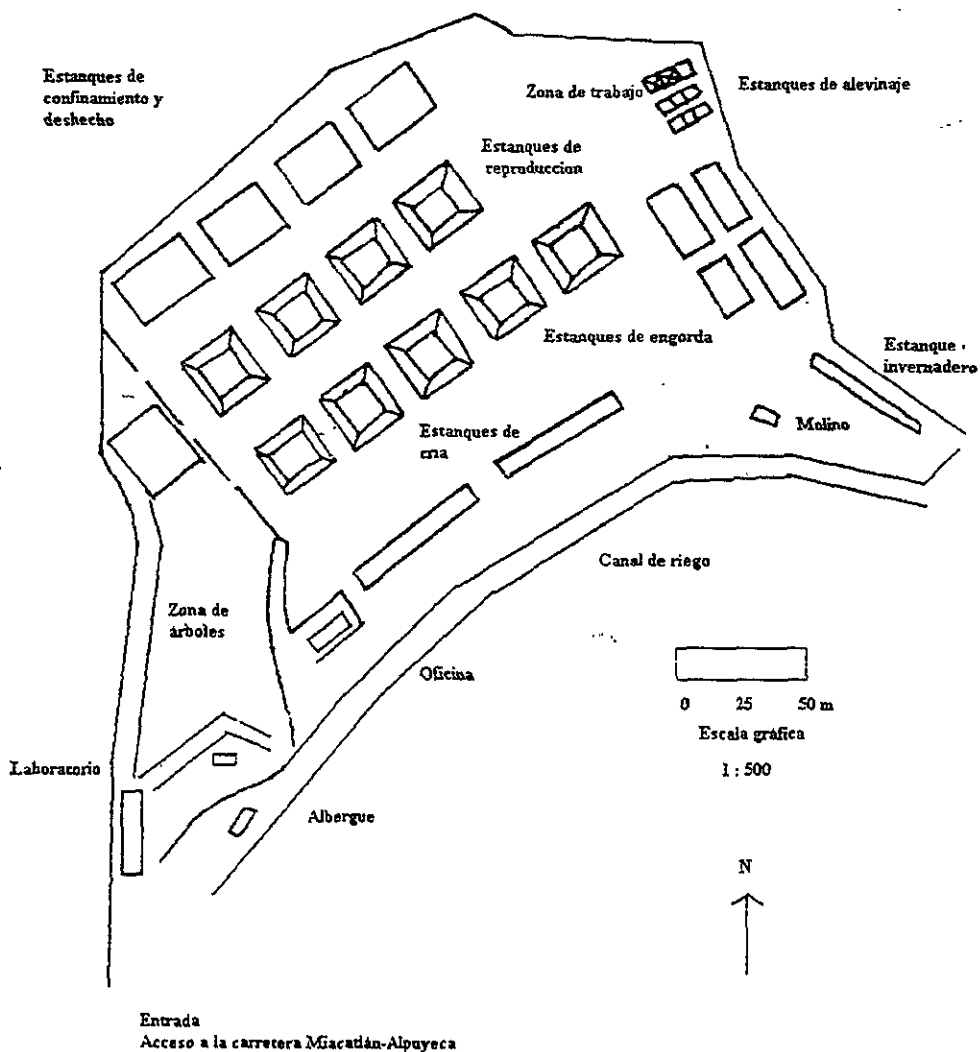 Estanques de
confinamiento y
deshecho
Zona de trabajo
Estanques de alevinaje
Estanques de
reproduccion
Estanques de engorda
Estanque
invernadero
Estanques de
cria
Molino
Canal de riego
Zona de
árboles
Oficina
0 25 50 m
Escala gráfica
1 : 500
Laboratorio
Albergue
N
Entrada
Acceso a la carretera Miacatlán-Alpuyeca